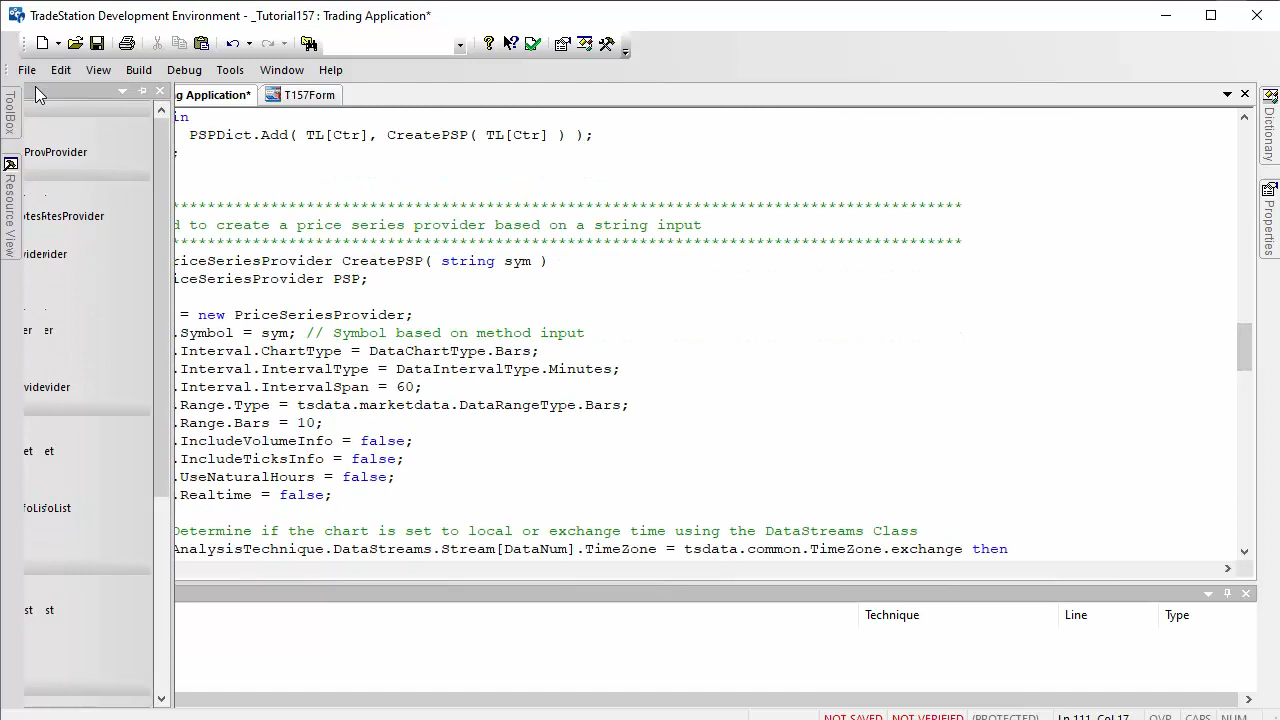 TradeStation Development Environment - _Tutorial157 : Trading Application*
File Edit View Build Debug Tools Window Help
ToolBox
Resource View
ng Application*
T157Form
Dictionary
Properties
in
PSPDict.Add( TL[Ctr], CreatePSP( TL[Ctr] ) );
;
*****************************************************************************************
d to create a price series provider based on a string input
*****************************************************************************************
riceSeriesProvider CreatePSP( string sym )
riceSeriesProvider PSP;
= new PriceSeriesProvider;
.Symbol = sym; // Symbol based on method input
.Interval.ChartType = DataChartType.Bars;
.Interval.IntervalType = DataIntervalType.Minutes;
.Interval.IntervalSpan = 60;
.Range.Type = tsdata.marketdata.DataRangeType.Bars;
.Range.Bars = 10;
.IncludeVolumeInfo = false;
.IncludeTicksInfo = false;
.UseNaturalHours = false;
.Realtime = false;
Determine if the chart is set to local or exchange time using the DataStreams Class
AnalysisTechnique.DataStreams.Stream[DataNum].TimeZone = tsdata.common.TimeZone.exchange then
Technique Line Type
NOT SAVED NOT VERIFIED (PROTECTED) Ln 111, Col 17 OVR CAPS NUM